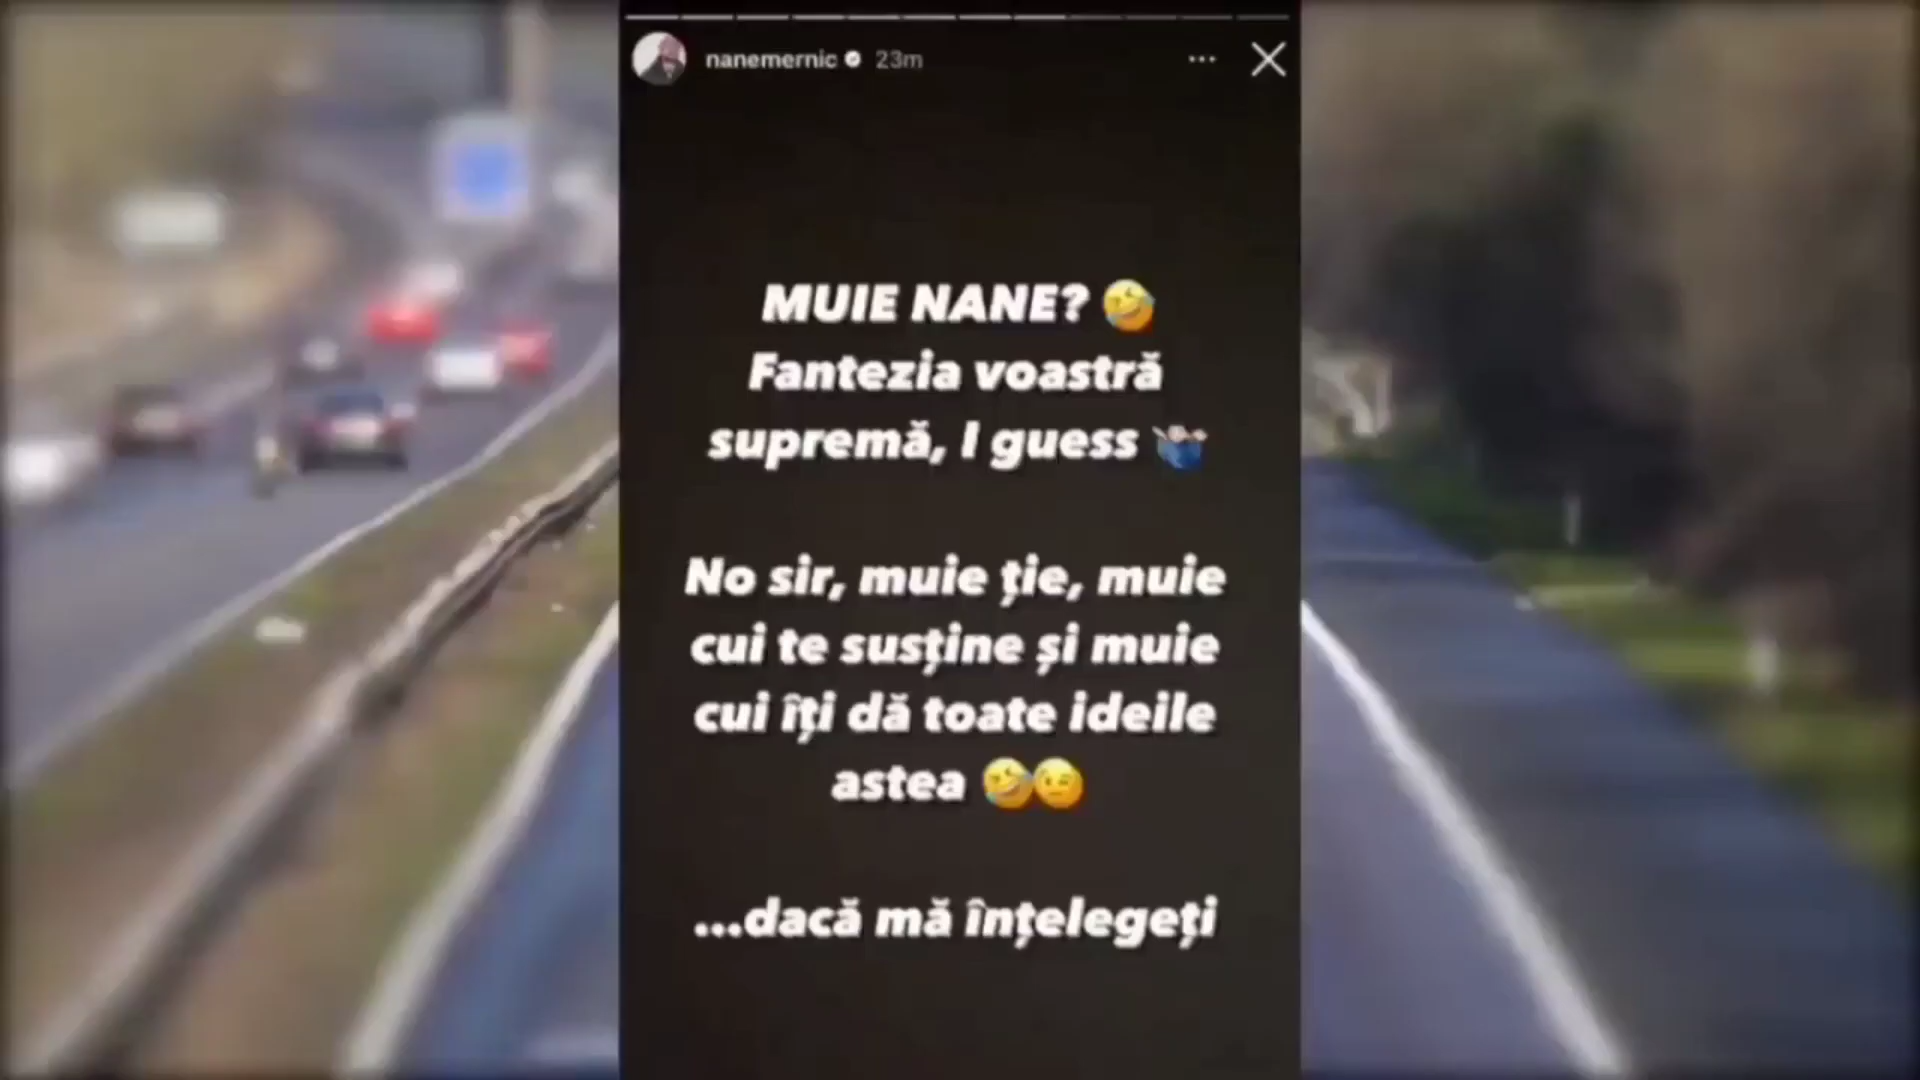 nanemernic 23m
MUIE NANE? 🤣
Fantezia voastră
supremă, I guess 🤷🏻‍♂️
No sir, muie ție, muie
cui te susține și muie
cui îți dă toate ideile
astea 🤣🤨
...dacă mă înțelegeți